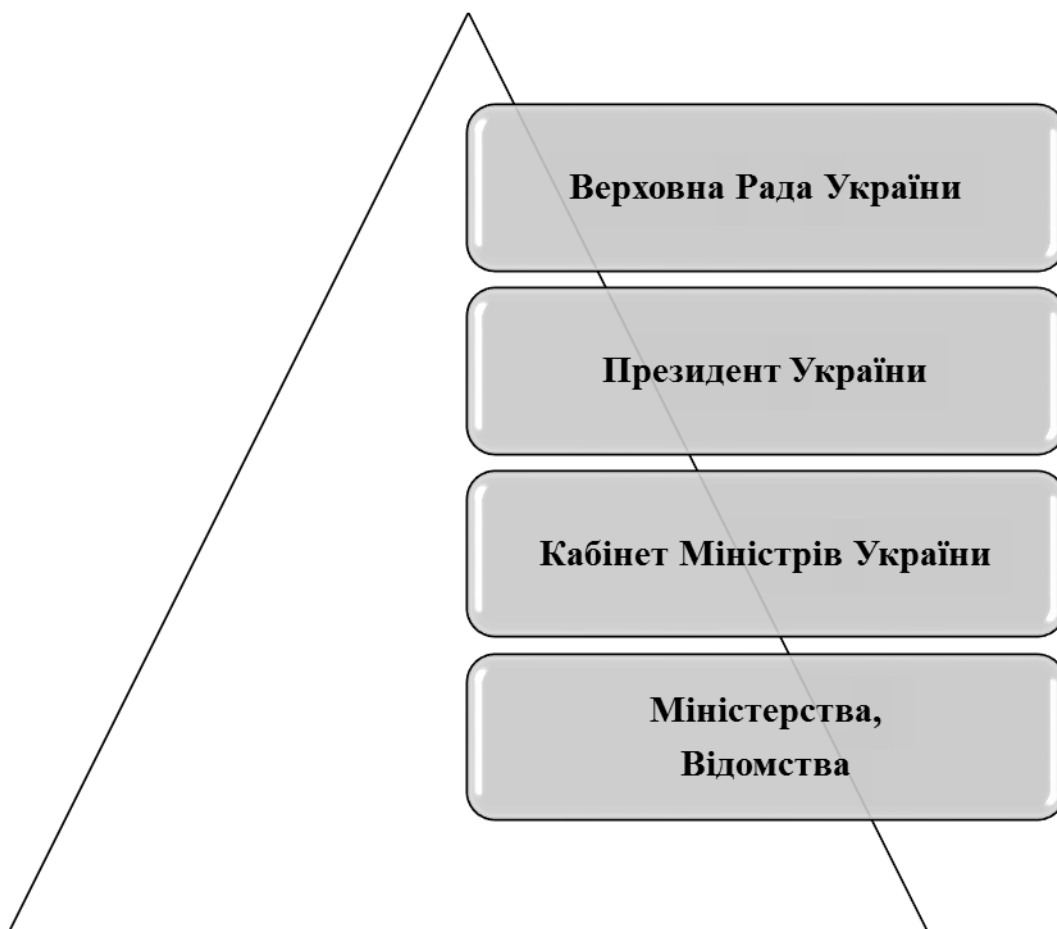 Верховна Рада України
Президент України
Кабінет Міністрів України
Міністерства,
Відомства